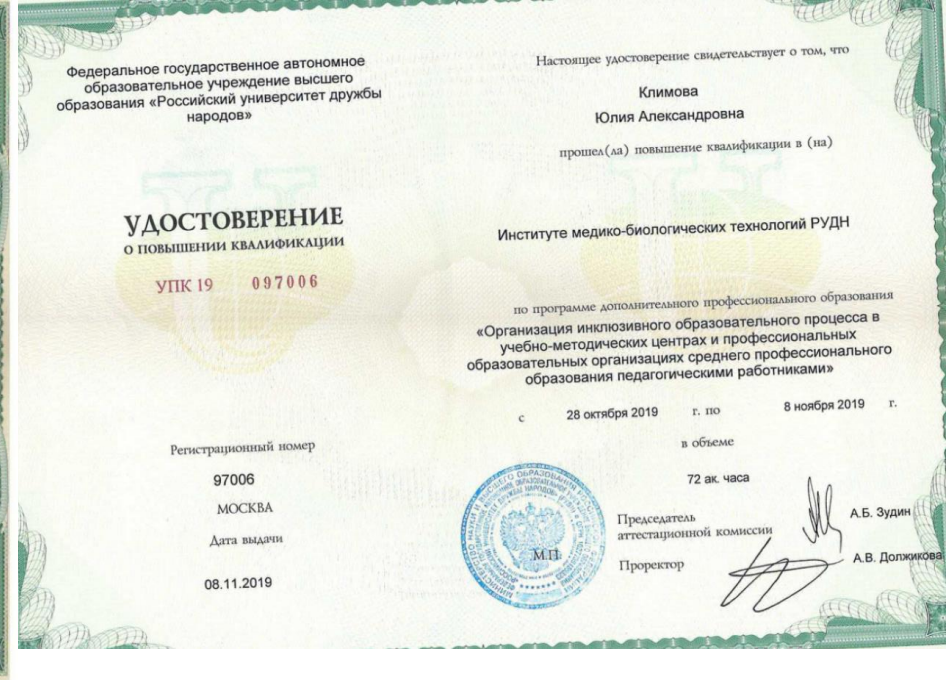 Федеральное государственное автономное
образовательное учреждение высшего
образования «Российский университет дружбы
народов»
УДОСТОВЕРЕНИЕ
О ПОВЫШЕНИИ КВАЛИФИКАЦИИ
УПК 19 097006
Регистрационный номер
97006
МОСКВА
Дата выдачи
08.11.2019
Настоящее удостоверение свидетельствует о том, что
Климова
Юлия Александровна
прошел(ла) повышение квалификации в (на)
Институте медико-биологических технологий РУДН
по программе дополнительного профессионального образования
«Организация инклюзивного образовательного процесса в
учебно-методических центрах и профессиональных
образовательных организациях среднего профессионального
образования педагогическими работниками»
с 28 октября 2019 г. по 8 ноября 2019 г.
в объеме
72 ак. часа
Председатель
аттестационной комиссии
А.Б. Зудин
Проректор
А.В. Должикова
М.П.